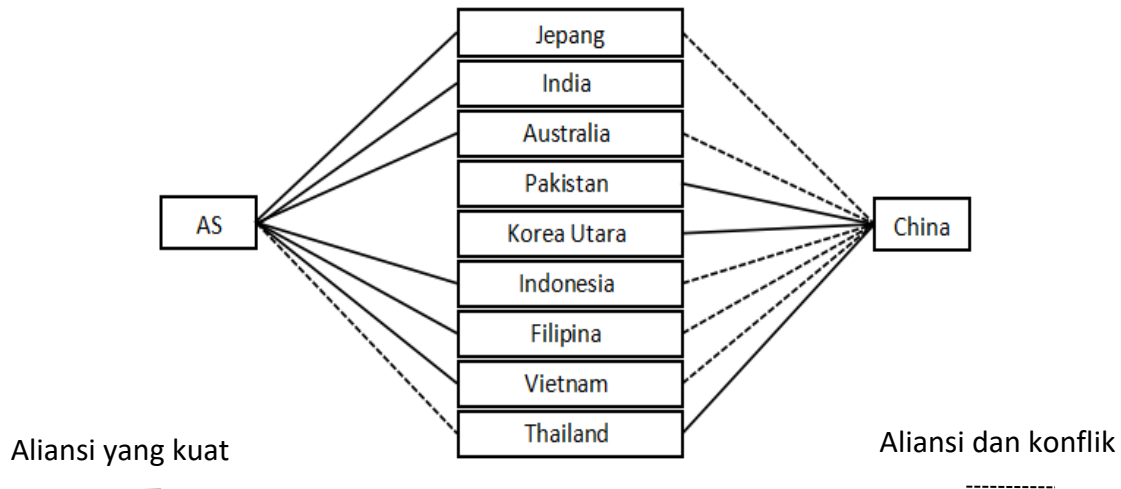 Jepang
India
Australia
Pakistan
AS
Korea Utara
China
Indonesia
Filipina
Vietnam
Thailand
Aliansi yang kuat
Aliansi dan konflik